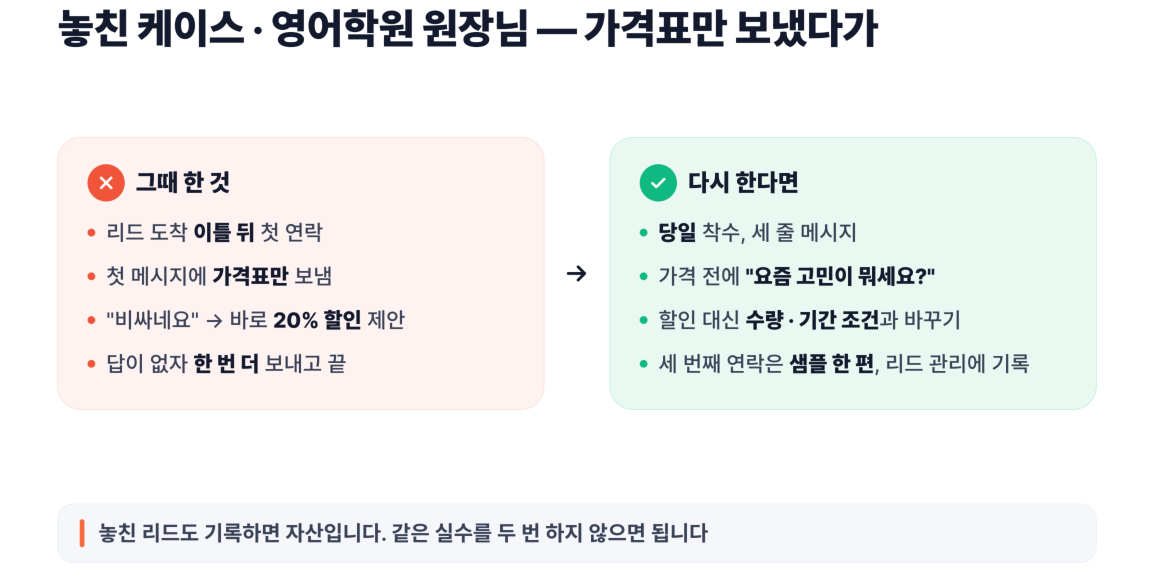 놓친 케이스 · 영어학원 원장님 — 가격표만 보냈다가
그때 한 것
리드 도착 이틀 뒤 첫 연락
첫 메시지에 가격표만 보냄
"비싸네요" → 바로 20% 할인 제안
답이 없자 한 번 더 보내고 끝
→
다시 한다면
당일 착수, 세 줄 메시지
가격 전에 "요즘 고민이 뭐세요?"
할인 대신 수량 · 기간 조건과 바꾸기
세 번째 연락은 샘플 한 편, 리드 관리에 기록
놓친 리드도 기록하면 자산입니다. 같은 실수를 두 번 하지 않으면 됩니다